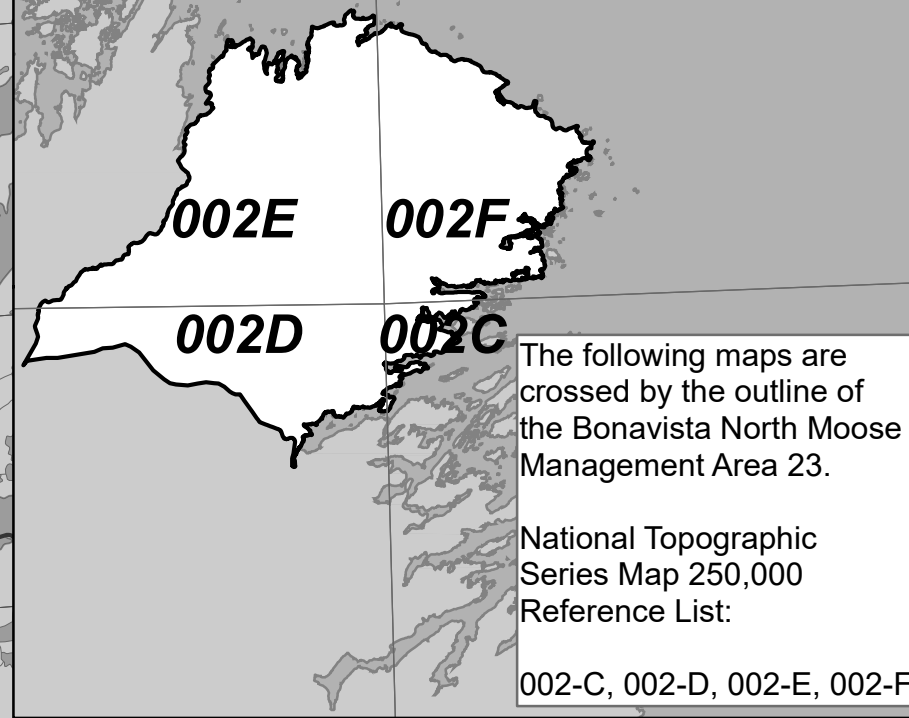 002E 002F
002D 002C
The following maps are
crossed by the outline of
the Bonavista North Moose
Management Area 23.
National Topographic
Series Map 250,000
Reference List:
002-C, 002-D, 002-E, 002-F